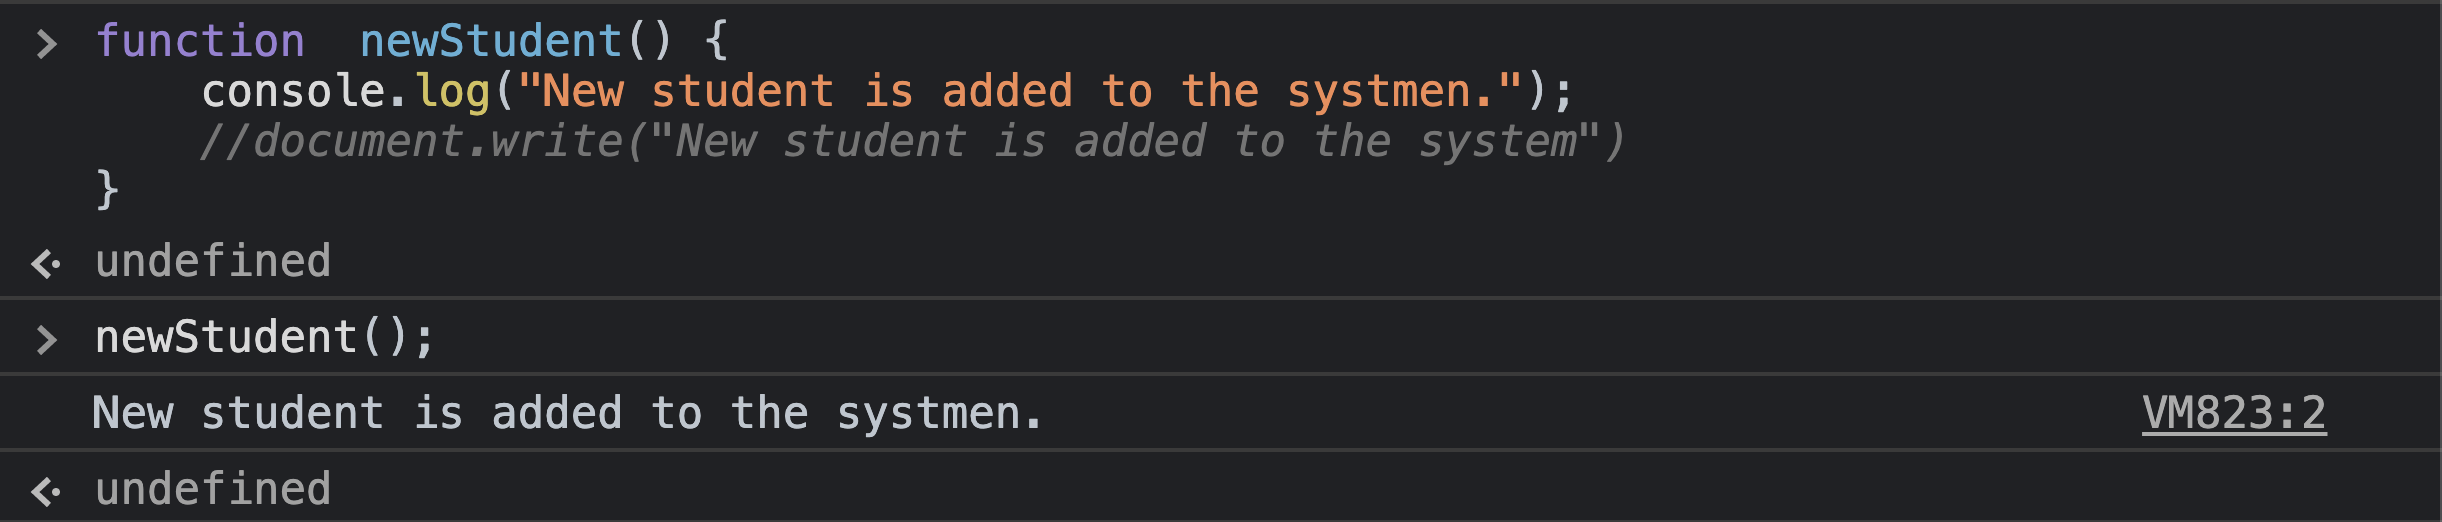 > function  newStudent() {
    console.log("New student is added to the systmen.");
    //document.write("New student is added to the system")
}
undefined
> newStudent();
New student is added to the systmen. VM823:2
undefined